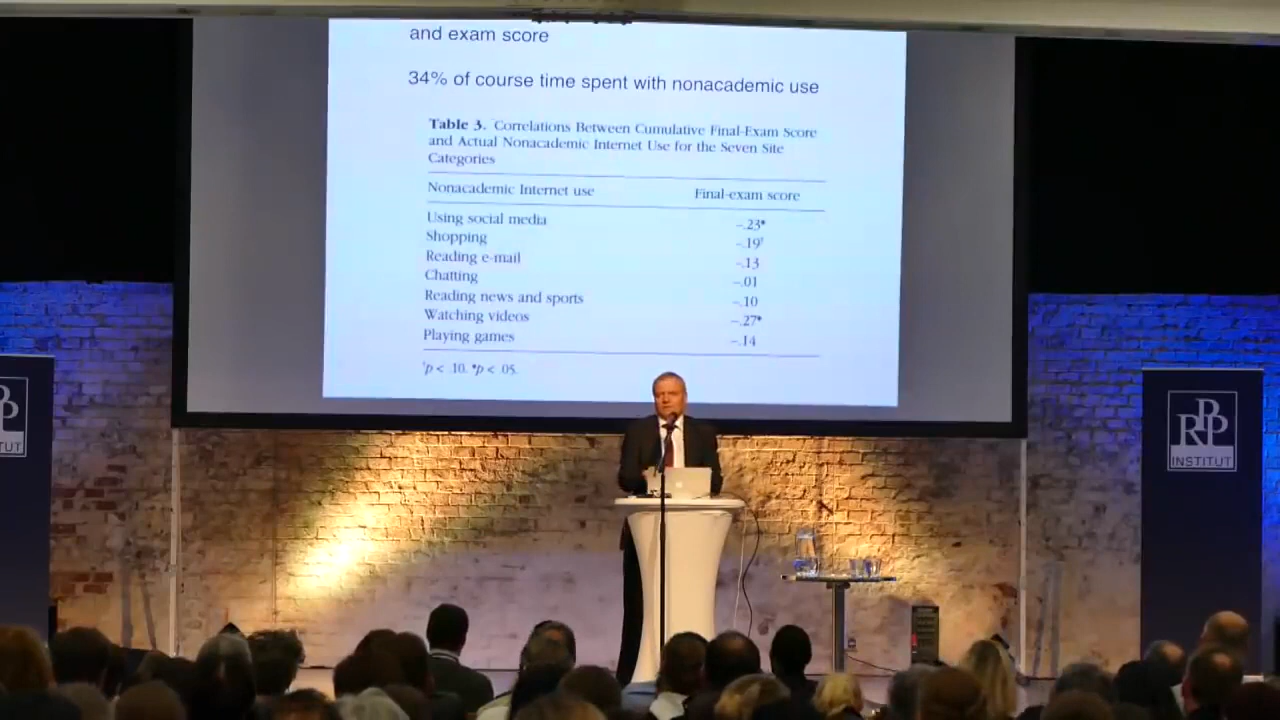 and exam score
34% of course time spent with nonacademic use
Table 3. Correlations Between Cumulative Final-Exam Score
and Actual Nonacademic Internet Use for the Seven Site
Categories
Nonacademic Internet use Final-exam score
Using social media –.23*
Shopping –.19†
Reading e-mail –.13
Chatting –.01
Reading news and sports –.10
Watching videos –.27*
Playing games –.14
†p < .10. *p < .05.
RPP
INSTITUT